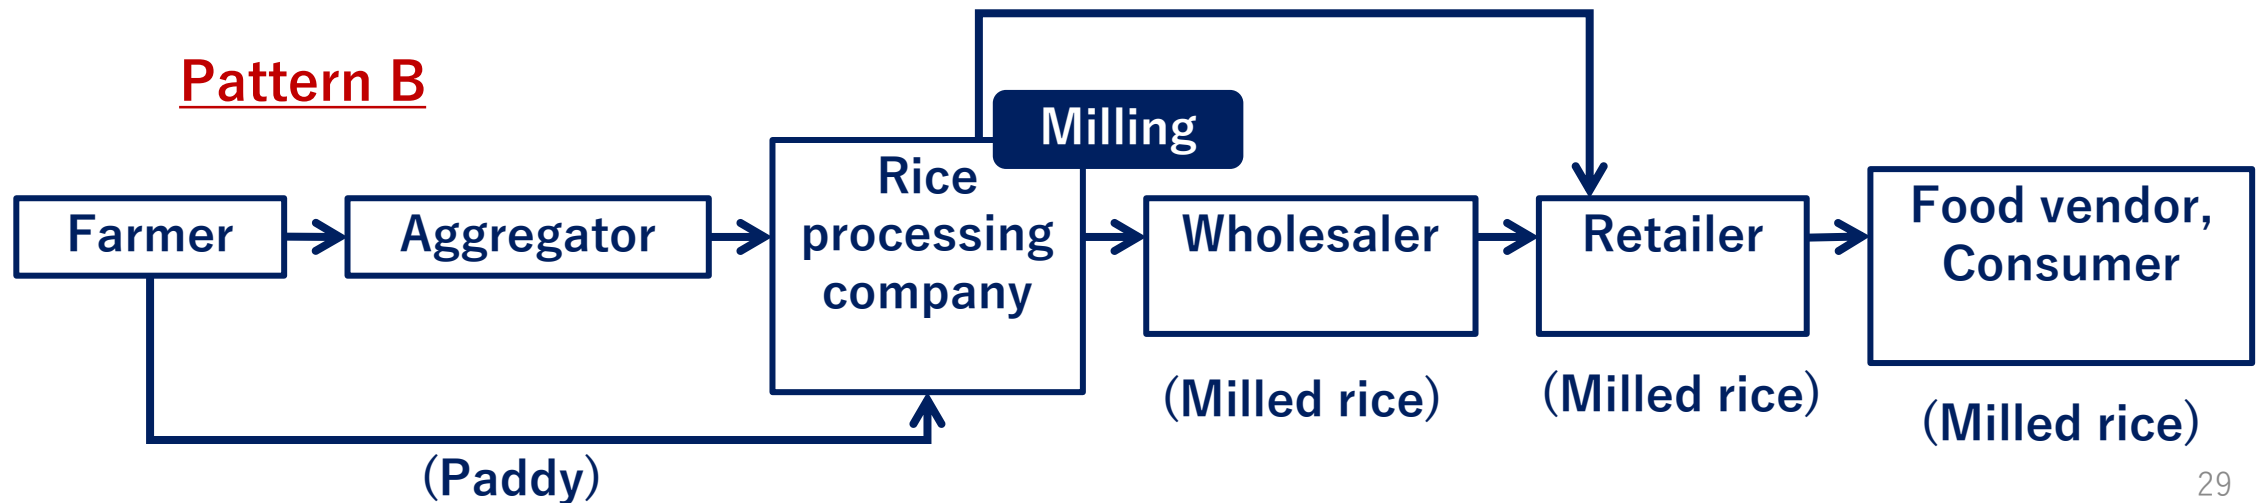 Pattern B
Milling
Farmer
Aggregator
Rice
processing
company
Wholesaler
Retailer
Food vendor,
Consumer
(Milled rice)
(Milled rice)
(Milled rice)
(Paddy)
29